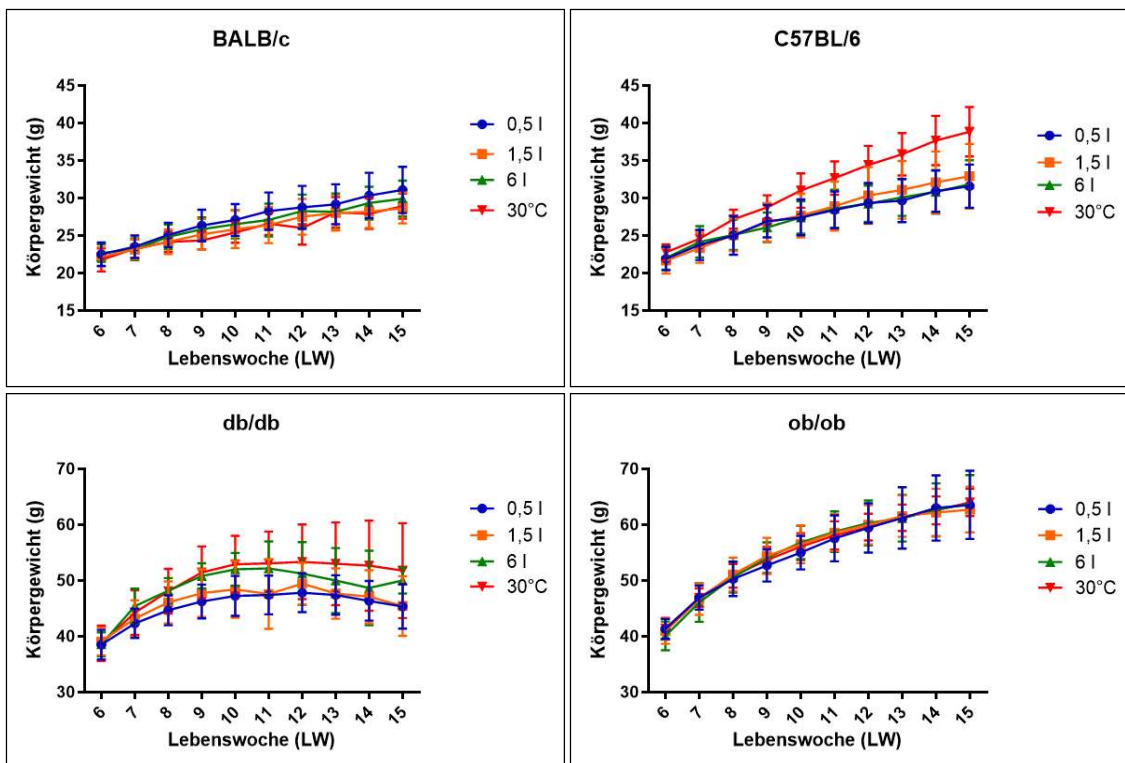 BALB/c
Körpergewicht (g)
45
40
35
30
25
20
15
6 7 8 9 10 11 12 13 14 15
Lebenswoche (LW)
0,5 l
1,5 l
6 l
30°C
C57BL/6
Körpergewicht (g)
45
40
35
30
25
20
15
6 7 8 9 10 11 12 13 14 15
Lebenswoche (LW)
0,5 l
1,5 l
6 l
30°C
db/db
Körpergewicht (g)
70
60
50
40
30
6 7 8 9 10 11 12 13 14 15
Lebenswoche (LW)
0,5 l
1,5 l
6 l
30°C
ob/ob
Körpergewicht (g)
70
60
50
40
30
6 7 8 9 10 11 12 13 14 15
Lebenswoche (LW)
0,5 l
1,5 l
6 l
30°C